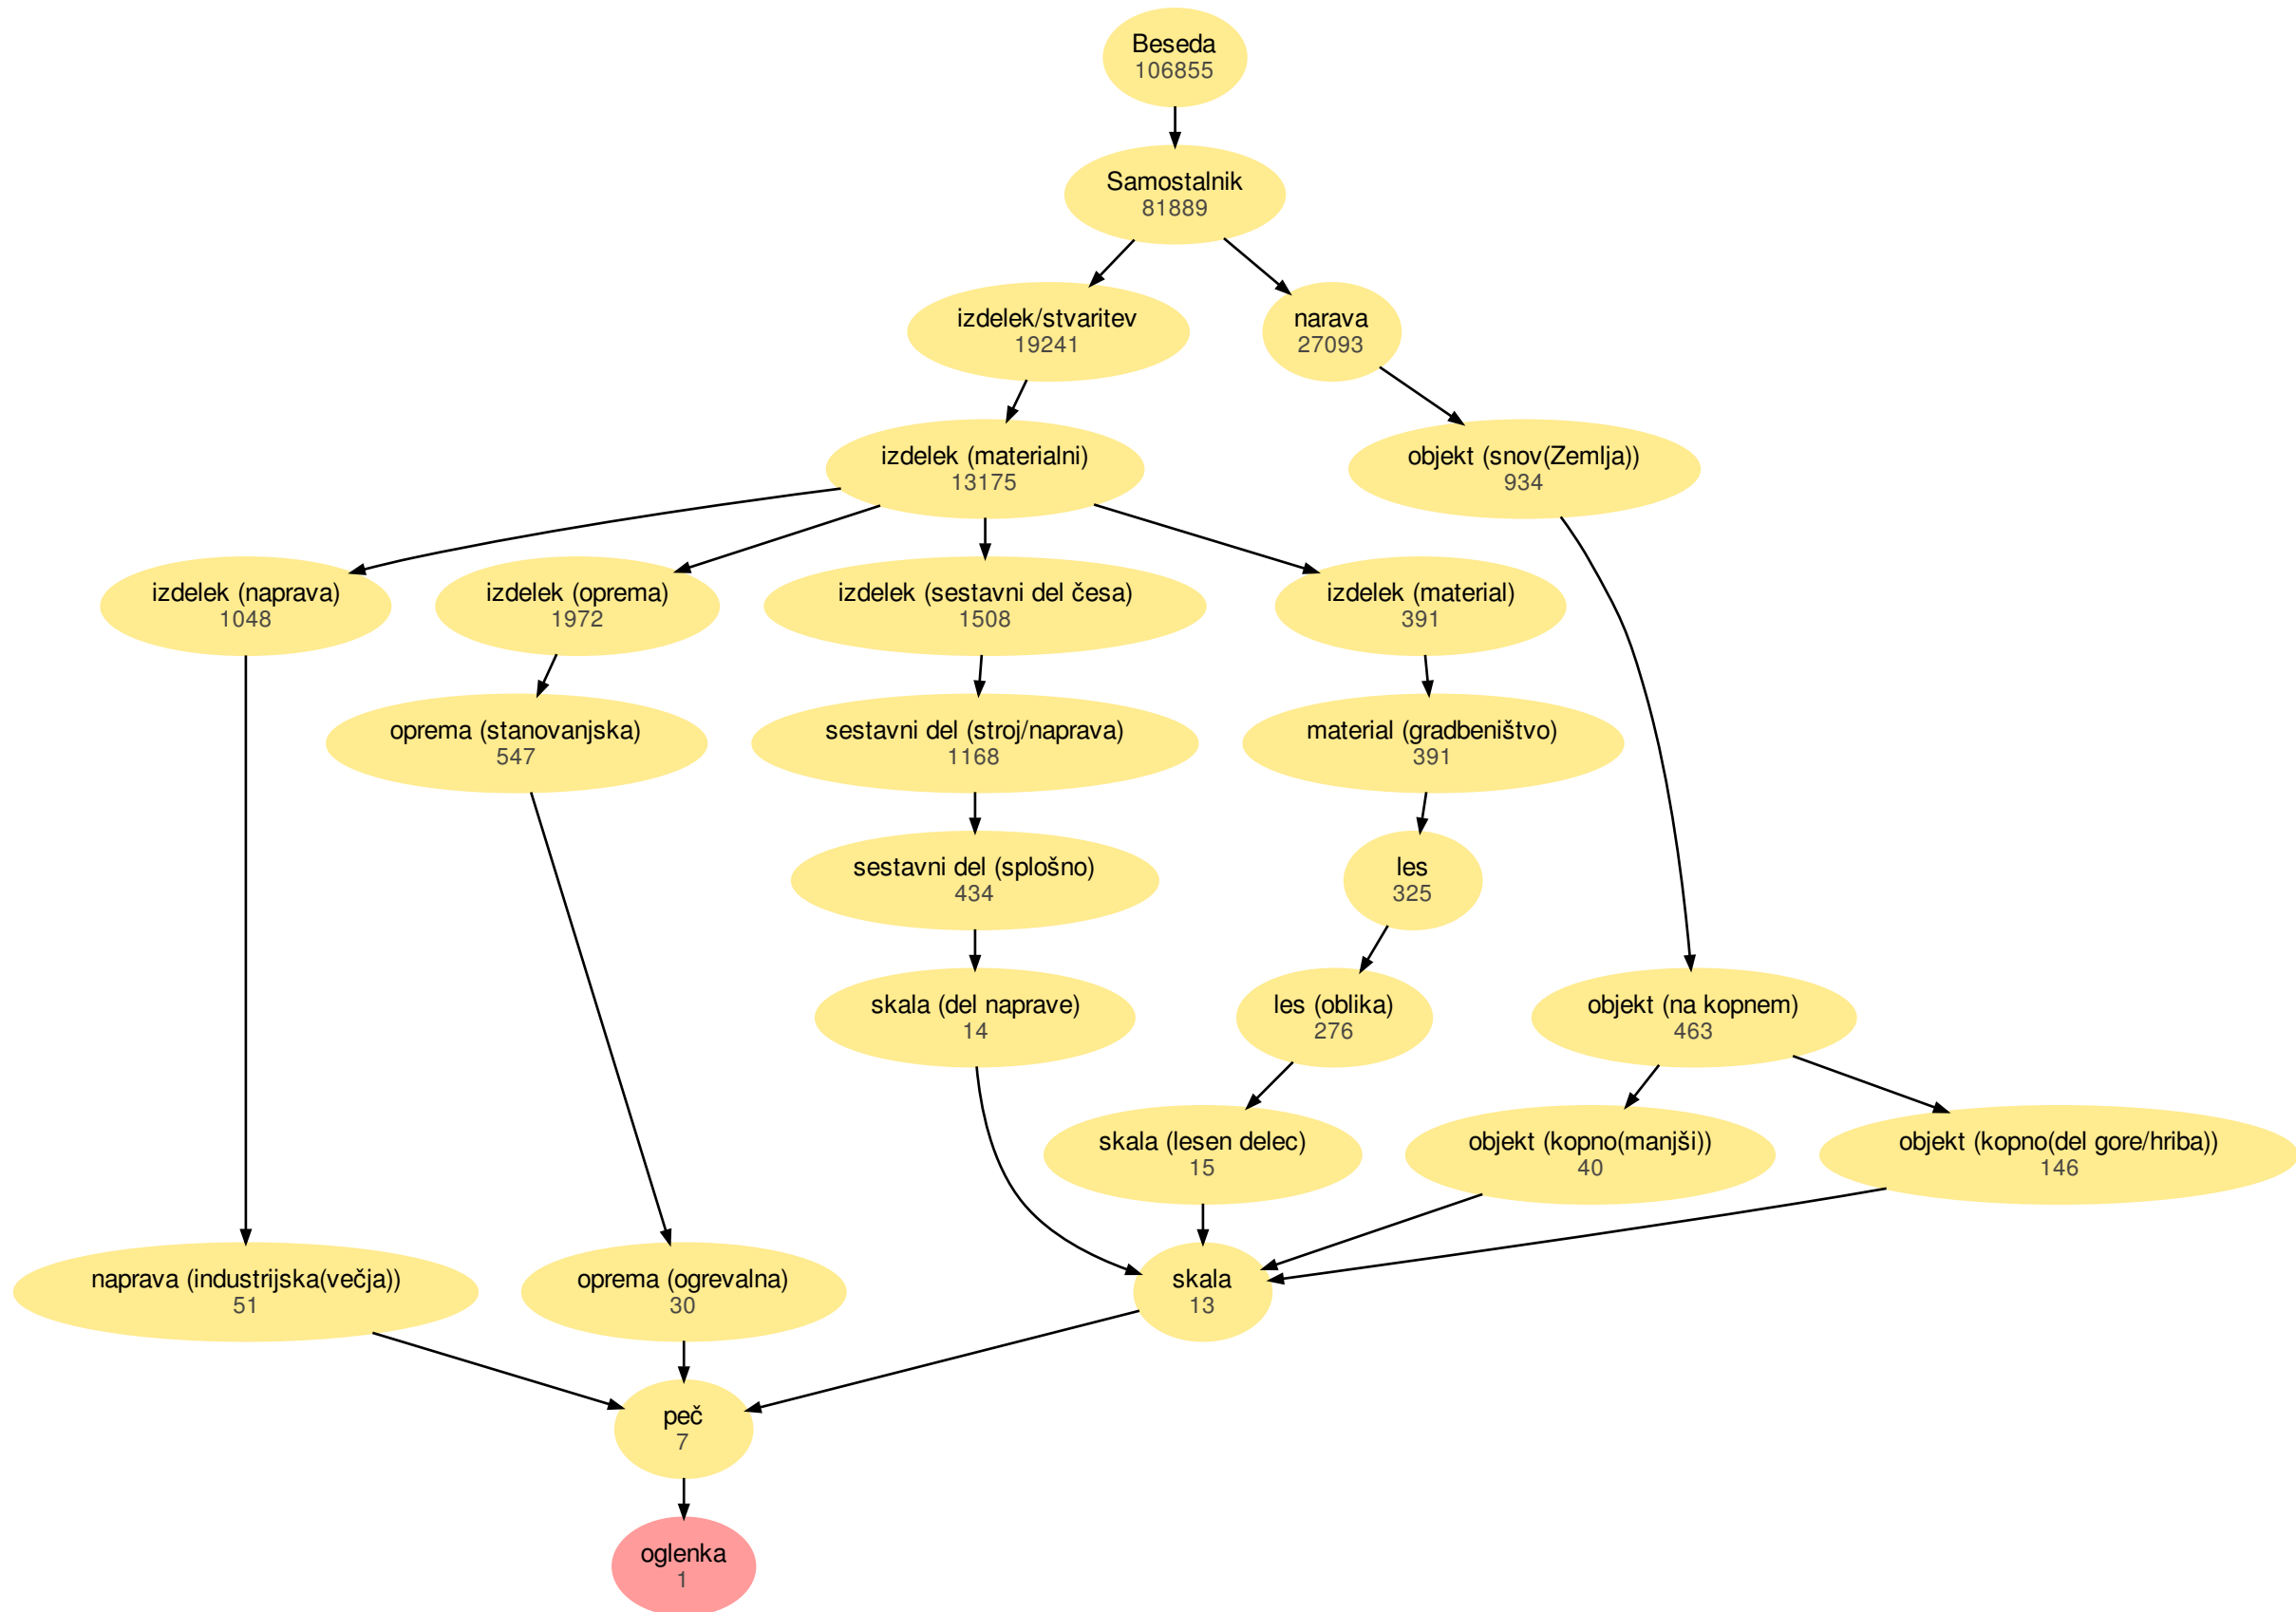 Beseda
106855
Samostalnik
81889
izdelek/stvaritev
19241
narava
27093
izdelek (materialni)
13175
objekt (snov(Zemlja))
934
izdelek (naprava)
1048
izdelek (oprema)
1972
izdelek (sestavni del česa)
1508
izdelek (material)
391
oprema (stanovanjska)
547
sestavni del (stroj/naprava)
1168
material (gradbeništvo)
391
sestavni del (splošno)
434
les
325
skala (del naprave)
14
les (oblika)
276
objekt (na kopnem)
463
skala (lesen delec)
15
objekt (kopno(manjši))
40
objekt (kopno(del gore/hriba))
146
naprava (industrijska(večja))
51
oprema (ogrevalna)
30
skala
13
peč
7
oglenka
1